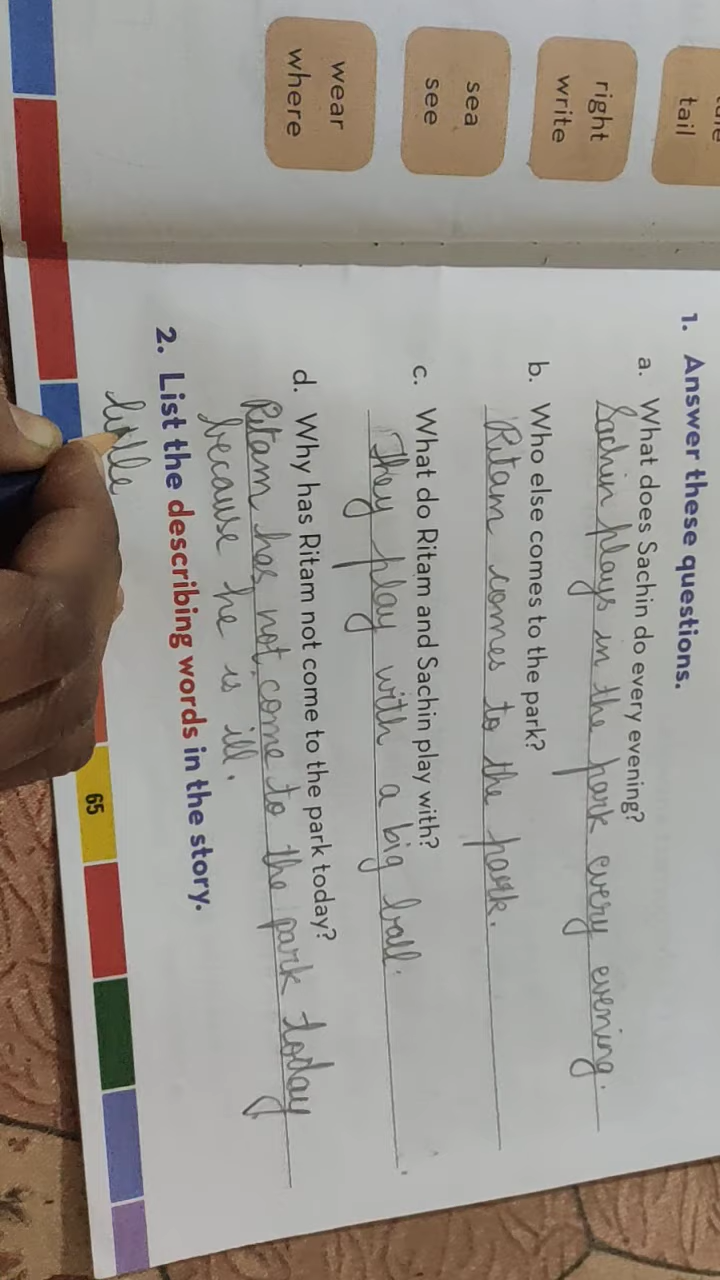 tail
right
write
sea
see
wear
where
1. Answer these questions.
a. What does Sachin do every evening?
Sachin plays in the park every evening.
b. Who else comes to the park?
Ritam comes to the park.
c. What do Ritam and Sachin play with?
They play with a big ball.
d. Why has Ritam not come to the park today?
Ritam has not come to the park today
because he is ill.
2. List the describing words in the story.
little
65